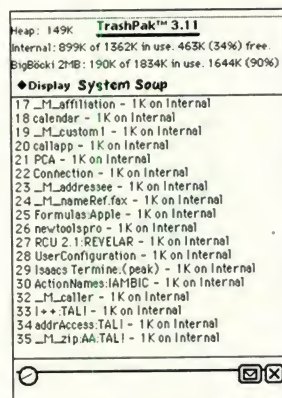 Heap: 149K TrashPak™ 3.11
Internal: 899K of 1362K in use. 463K (34%) free.
BigBöcki 2MB: 190K of 1834K in use. 1644K (90%)
◆Display System Soup
17 _M_affiliation - 1K on Internal
18 calendar - 1K on Internal
19 _M_custom1 - 1K on Internal
20 callapp - 1K on Internal
21 PCA - 1K on Internal
22 Connection - 1K on Internal
23 _M_addressee - 1K on Internal
24 _M_nameRef.fax - 1K on Internal
25 Formulas:Apple - 1K on Internal
26 newtoolspro - 1K on Internal
27 RCU 2.1:REVELAR - 1K on Internal
28 UserConfiguration - 1K on Internal
29 Isaacs Termine.(peak) - 1K on Internal
30 ActionNames:IAMBIC - 1K on Internal
32 _M_caller - 1K on Internal
33 I++:TALI - 1K on Internal
34 addrAccess:TALI - 1K on Internal
35 _M_zip:AA:TALI - 1K on Internal